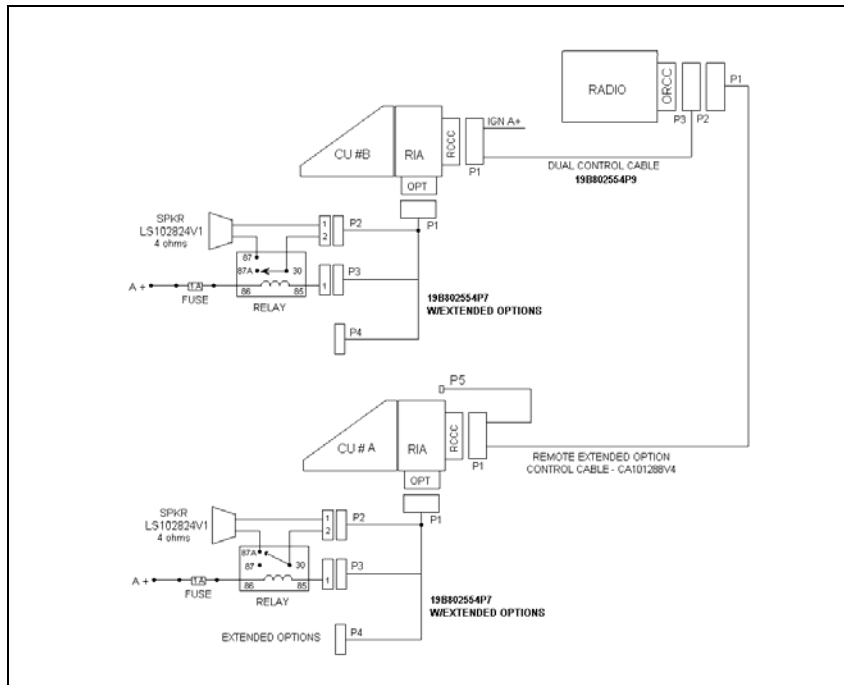 RADIO
ORCC
P3
P2
P1
IGN A+
CU #B
RIA
RCCC
P1
OPT
P1
DUAL CONTROL CABLE
19B802554P9
SPKR
LS102824V1
4 ohms
1
2
P2
87
87A
30
A +
1A
FUSE
86
85
RELAY
1
P3
19B802554P7
W/EXTENDED OPTIONS
P4
P5
CU # A
RIA
RCCC
P1
OPT
P1
REMOTE EXTENDED OPTION
CONTROL CABLE - CA101288V4
SPKR
LS102824V1
4 ohms
1
2
P2
87A
87
30
A +
1A
FUSE
86
85
RELAY
1
P3
19B802554P7
W/EXTENDED OPTIONS
EXTENDED OPTIONS
P4